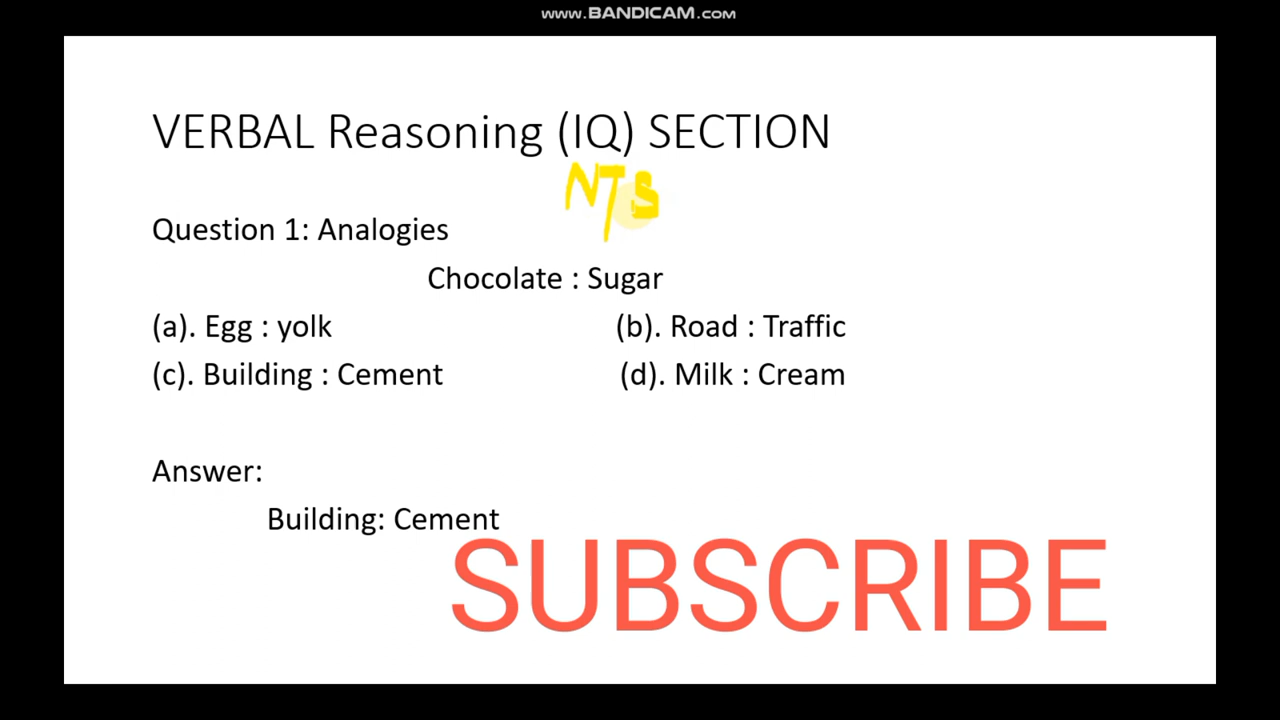 www.BANDICAM.com
VERBAL Reasoning (IQ) SECTION
NTS
Question 1: Analogies
Chocolate : Sugar
(a). Egg : yolk (b). Road : Traffic
(c). Building : Cement (d). Milk : Cream
Answer:
Building: Cement
SUBSCRIBE